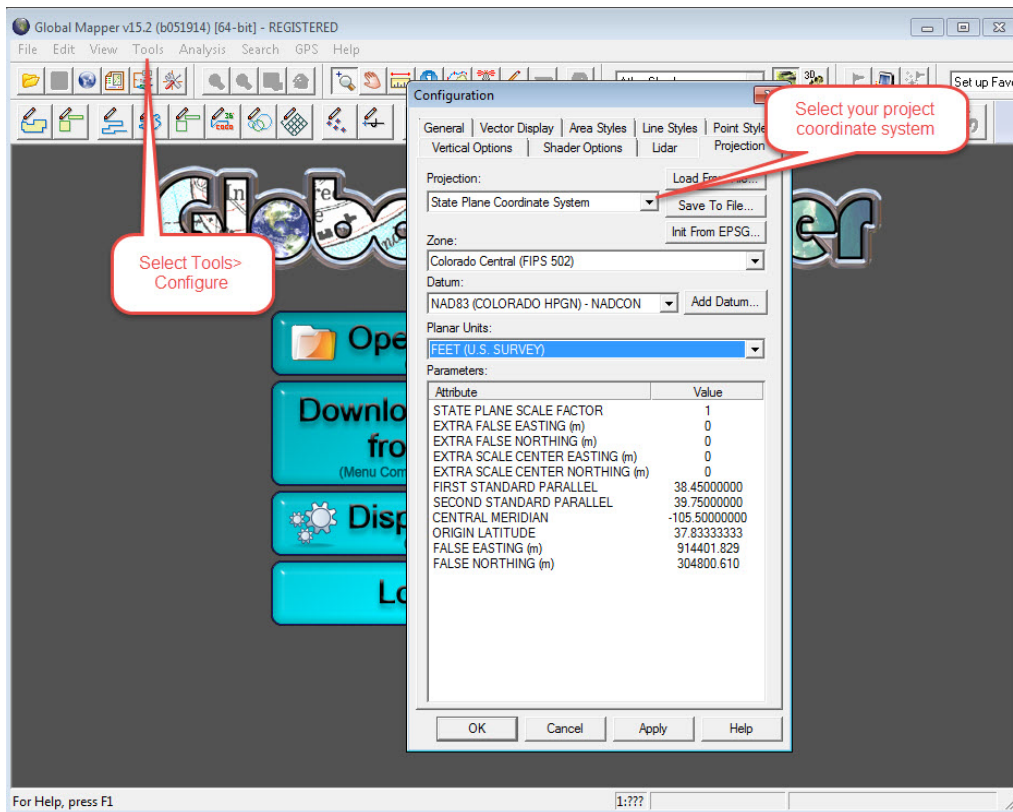 Global Mapper v15.2 (b051914) [64-bit] - REGISTERED
File Edit View Tools Analysis Search GPS Help
Set up Fav
Configuration
Select your project
coordinate system
General Vector Display Area Styles Line Styles Point Style
Vertical Options Shader Options Lidar Projection
Projection:
Load From File...
State Plane Coordinate System
Save To File...
Init From EPSG...
Zone:
Colorado Central (FIPS 502)
Datum:
NAD83 (COLORADO HPGN) - NADCON
Add Datum...
Planar Units:
FEET (U.S. SURVEY)
Parameters:
Attribute Value
STATE PLANE SCALE FACTOR 1
EXTRA FALSE EASTING (m) 0
EXTRA FALSE NORTHING (m) 0
EXTRA SCALE CENTER EASTING (m) 0
EXTRA SCALE CENTER NORTHING (m) 0
FIRST STANDARD PARALLEL 38.45000000
SECOND STANDARD PARALLEL 39.75000000
CENTRAL MERIDIAN -105.50000000
ORIGIN LATITUDE 37.83333333
FALSE EASTING (m) 914401.829
FALSE NORTHING (m) 304800.610
OK Cancel Apply Help
Select Tools>
Configure
Ope
Downlo
fro
(Menu Com
Disp
Lo
For Help, press F1
1:???